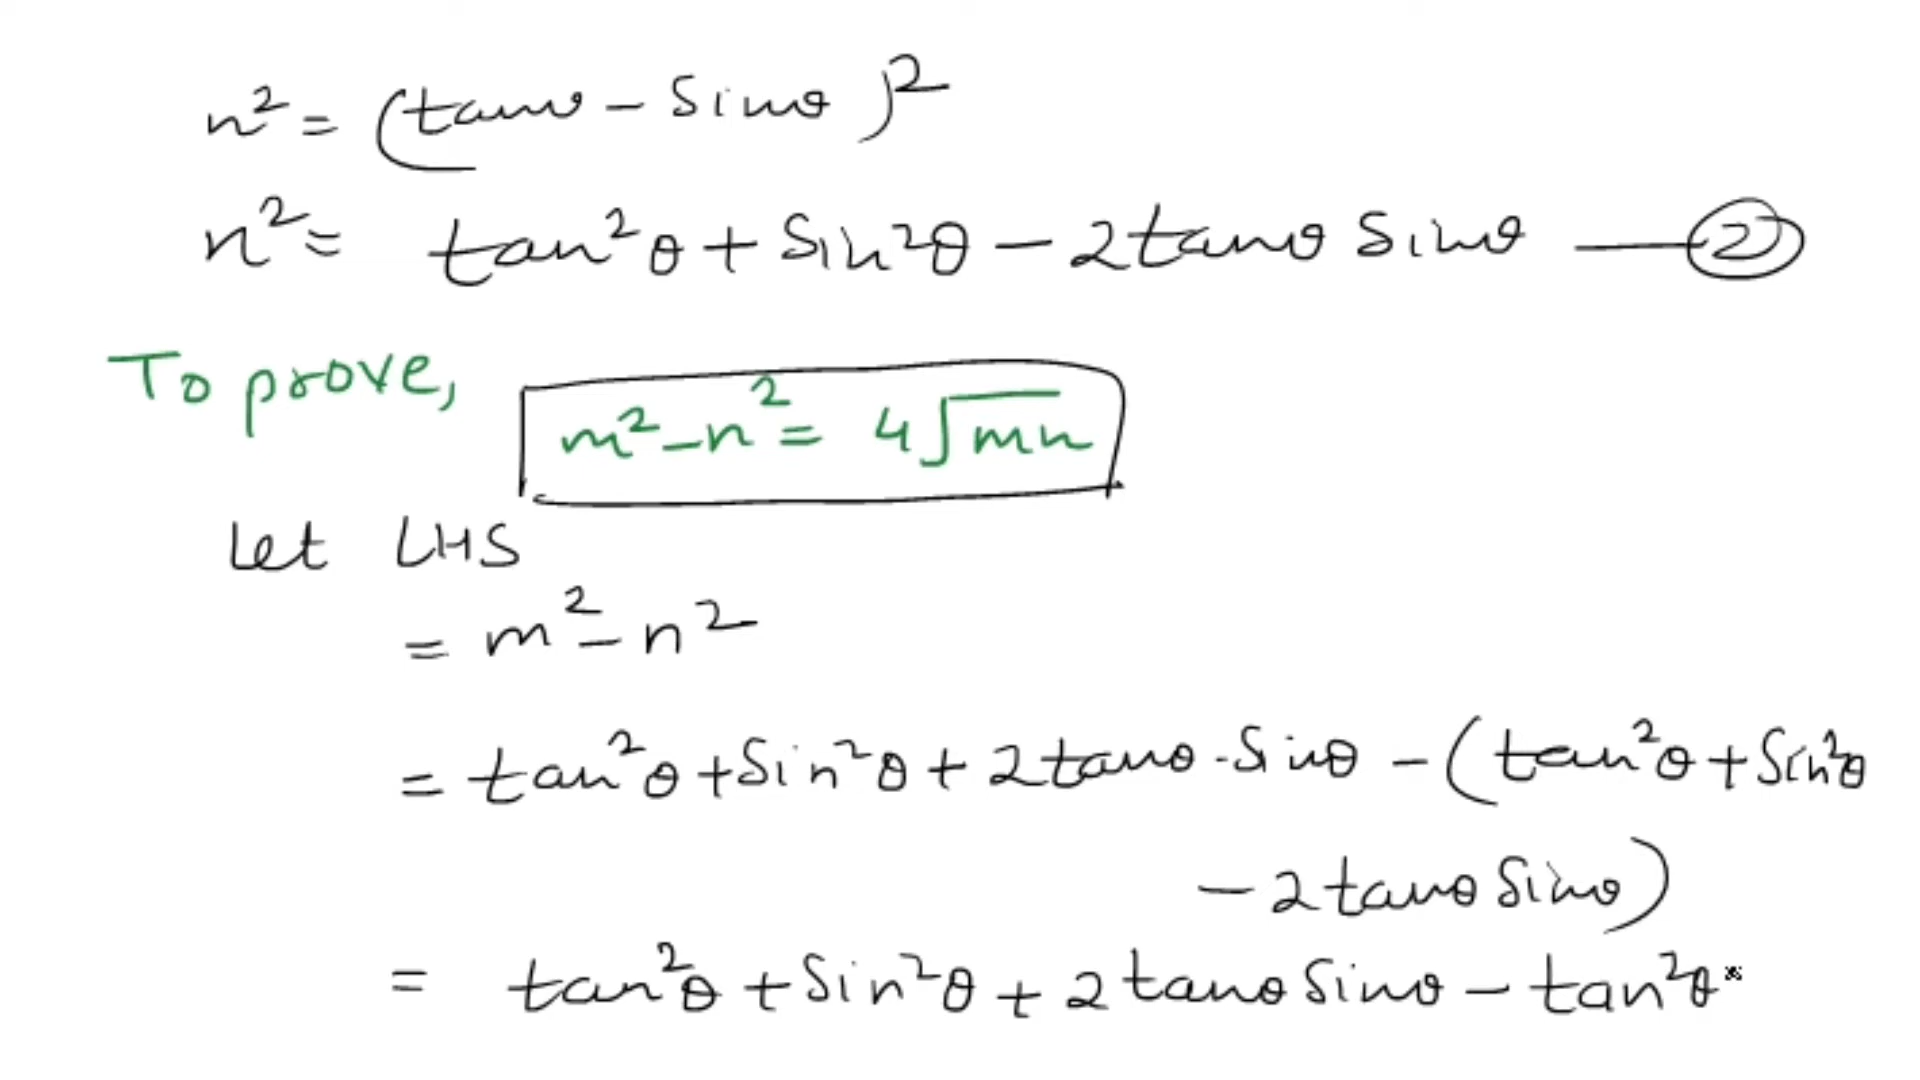 n² = (tanθ - Sinθ)²
n² = tan²θ + Sin²θ - 2tanθ Sinθ —②
To prove,
m² - n² = 4√mn
Let LHS
= m² - n²
= tan²θ + Sin²θ + 2tanθ·Sinθ - (tan²θ + Sin²θ
- 2tanθ Sinθ)
= tan²θ + Sin²θ + 2tanθ Sinθ - tan²θ